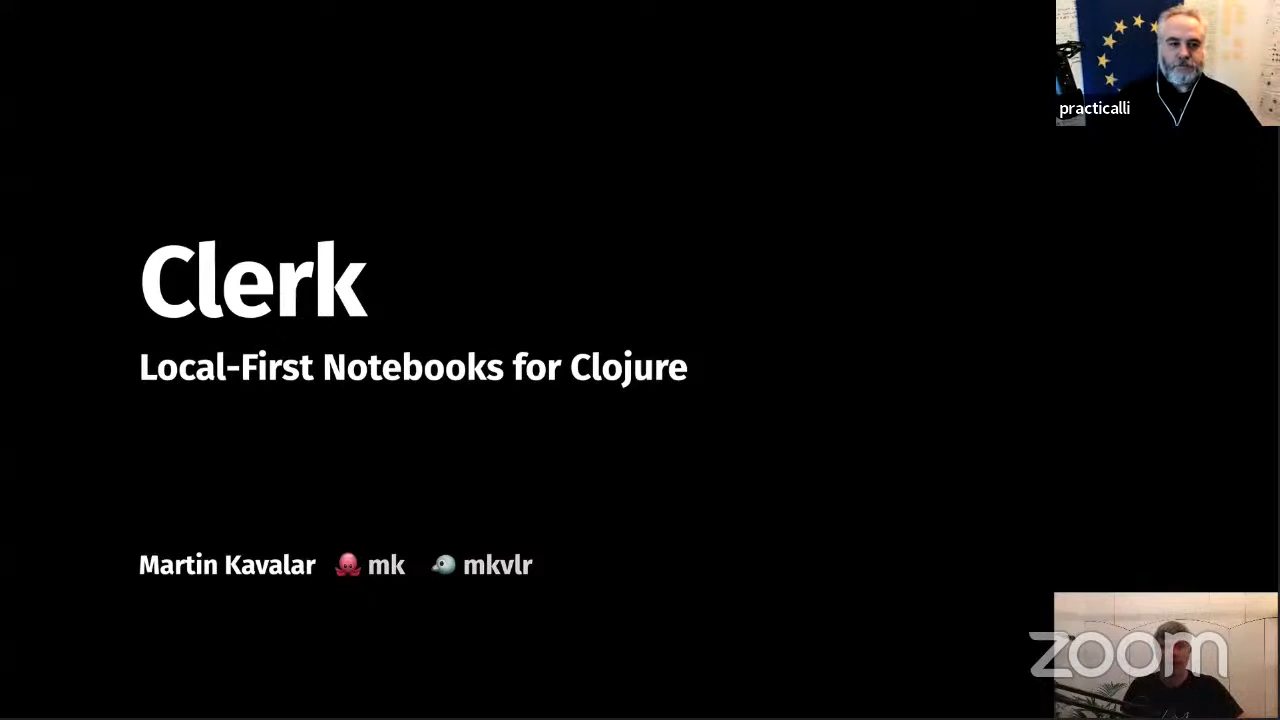 practicalli
Clerk
Local-First Notebooks for Clojure
Martin Kavalar 🐙 mk 🐦 mkvlr
zoom